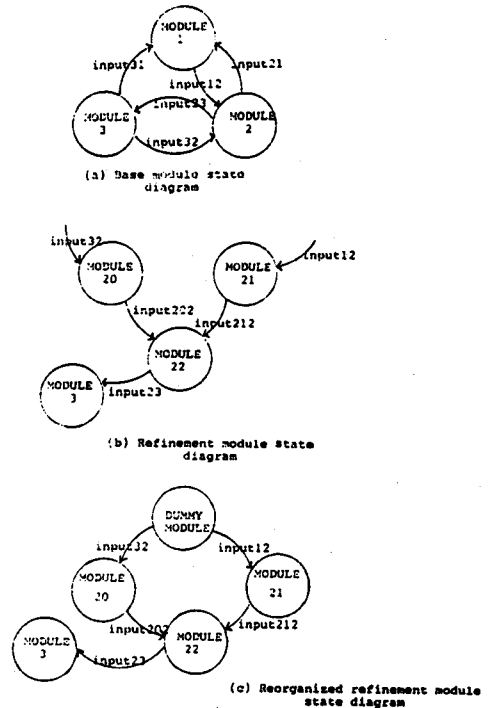 MODULE
1
input31
input21
input12
input23
MODULE
3
MODULE
2
input32
(a) Base module state
diagram
input32
input12
MODULE
20
MODULE
21
input202
input212
MODULE
22
MODULE
3
input23
(b) Refinement module state
diagram
DUMMY
MODULE
input32
input12
MODULE
20
MODULE
21
input202
input212
MODULE
22
MODULE
3
input23
(c) Reorganized refinement module
state diagram